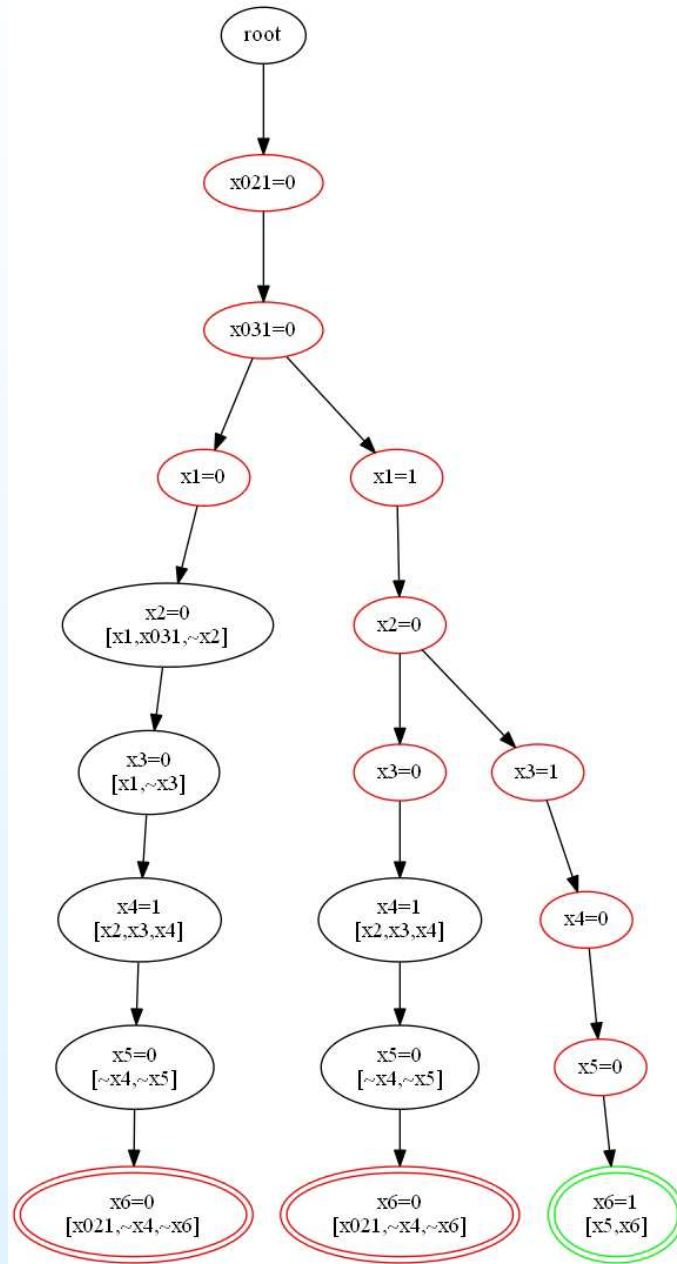 root
x021=0
x031=0
x1=0
x1=1
x2=0
[x1,x031,~x2]
x2=0
x3=0
[x1,~x3]
x3=0
x3=1
x4=1
[x2,x3,x4]
x4=1
[x2,x3,x4]
x4=0
x5=0
[~x4,~x5]
x5=0
[~x4,~x5]
x5=0
x6=0
[x021,~x4,~x6]
x6=0
[x021,~x4,~x6]
x6=1
[x5,x6]